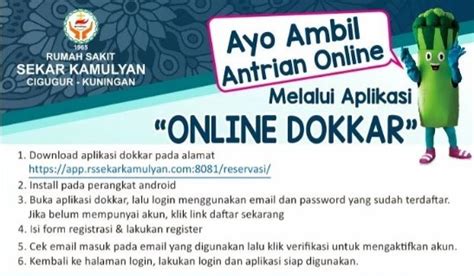 1965
RUMAH SAKIT
SEKAR KAMULYAN
CIGUGUR - KUNINGAN
Ayo Ambil
Antrian Online
Melalui Aplikasi
“ONLINE DOKKAR”
1. Download aplikasi dokkar pada alamat
https://app.rssekarkamulyan.com:8081/reservasi/
2. Install pada perangkat android
3. Buka aplikasi dokkar, lalu login menggunakan email dan password yang sudah terdaftar.
Jika belum mempunyai akun, klik link daftar sekarang
4. Isi form registrasi & lakukan register
5. Cek email masuk pada email yang digunakan lalu klik verifikasi untuk mengaktifkan akun.
6. Kembali ke halaman login, lakukan login dan aplikasi siap digunakan.